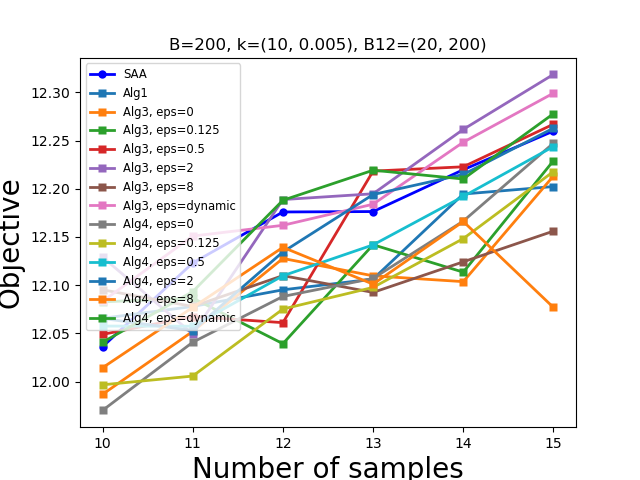 B=200, k=(10, 0.005), B12=(20, 200)
SAA
Alg1
Alg3, eps=0
Alg3, eps=0.125
Alg3, eps=0.5
Alg3, eps=2
Alg3, eps=8
Alg3, eps=dynamic
Alg4, eps=0
Alg4, eps=0.125
Alg4, eps=0.5
Alg4, eps=2
Alg4, eps=8
Alg4, eps=dynamic
Objective
12.30
12.25
12.20
12.15
12.10
12.05
12.00
10 11 12 13 14 15
Number of samples